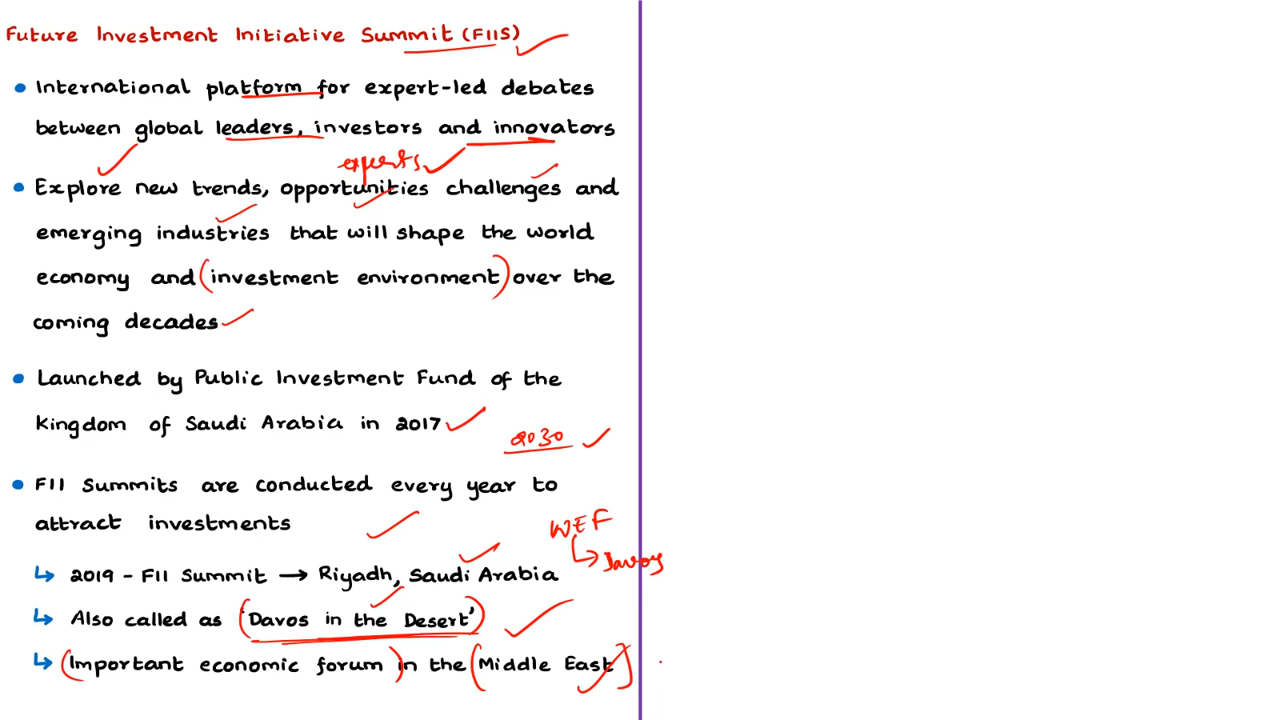 Future Investment Initiative Summit (FIIS)
• International platform for expert-led debates
between global leaders, investors and innovators
experts
• Explore new trends, opportunities challenges and
emerging industries that will shape the world
economy and (investment environment) over the
coming decades
• Launched by Public Investment Fund of the
Kingdom of Saudi Arabia in 2017
2030
• FII Summits are conducted every year to
attract investments
WEF
↳ Davos
↳ 2019 - FII Summit → Riyadh, Saudi Arabia
↳ Also called as ('Davos in the Desert')
↳ (Important economic forum) in the [Middle East]